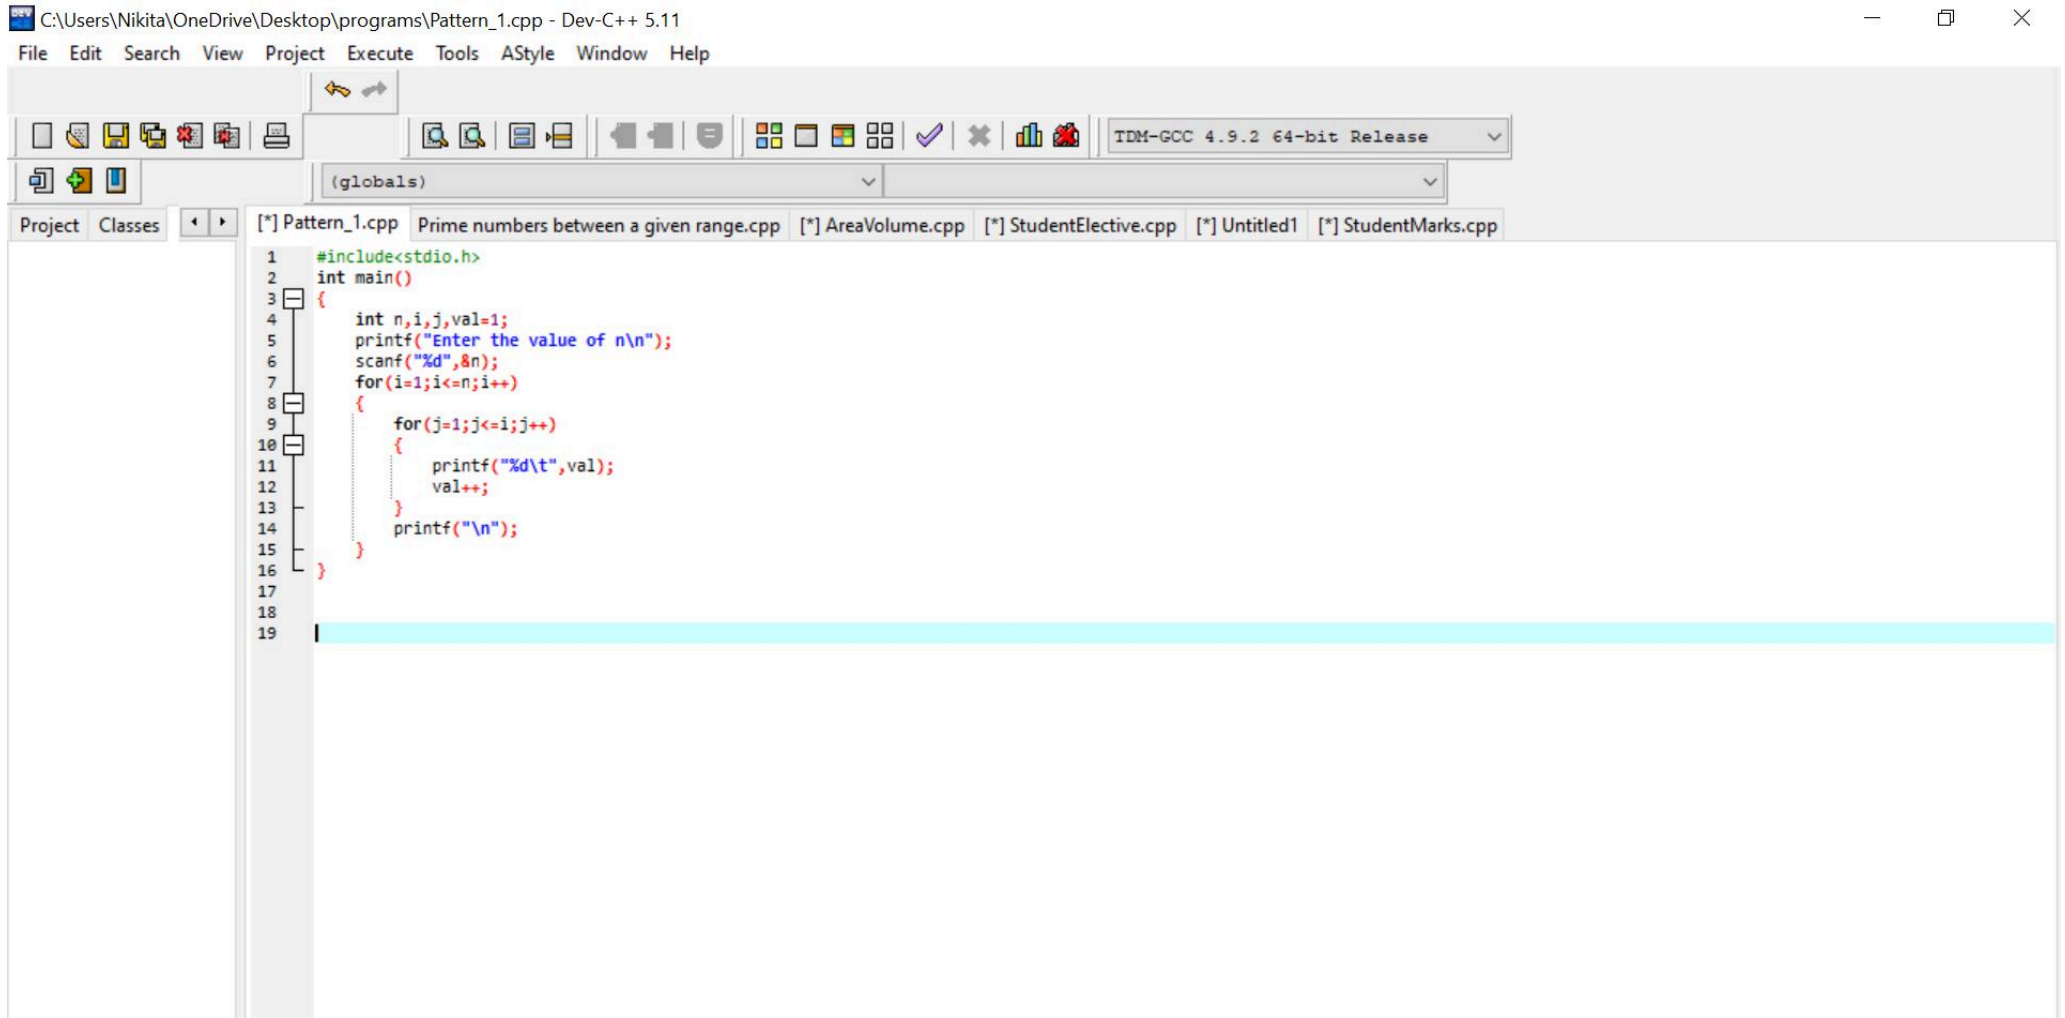 C:\Users\Nikita\OneDrive\Desktop\programs\Pattern_1.cpp - Dev-C++ 5.11
File Edit Search View Project Execute Tools AStyle Window Help
TDM-GCC 4.9.2 64-bit Release
(globals)
Project Classes [*] Pattern_1.cpp Prime numbers between a given range.cpp [*] AreaVolume.cpp [*] StudentElective.cpp [*] Untitled1 [*] StudentMarks.cpp
1 #include<stdio.h>
2 int main()
3 {
4 int n,i,j,val=1;
5 printf("Enter the value of n\n");
6 scanf("%d",&n);
7 for(i=1;i<=n;i++)
8 {
9 for(j=1;j<=i;j++)
10 {
11 printf("%d\t",val);
12 val++;
13 }
14 printf("\n");
15 }
16 }
17
18
19